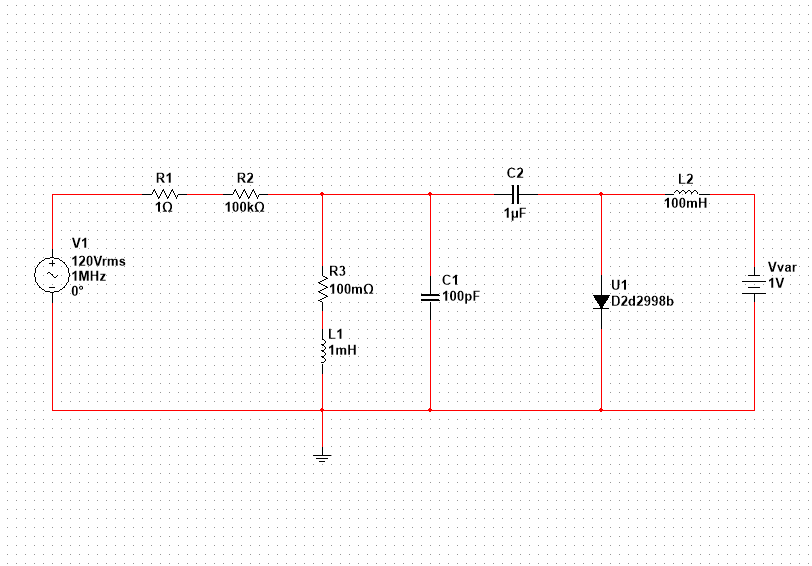 R1
1Ω
R2
100kΩ
C2
1µF
L2
100mH
V1
120Vrms
1MHz
0°
R3
100mΩ
L1
1mH
C1
100pF
U1
D2d2998b
Vvar
1V